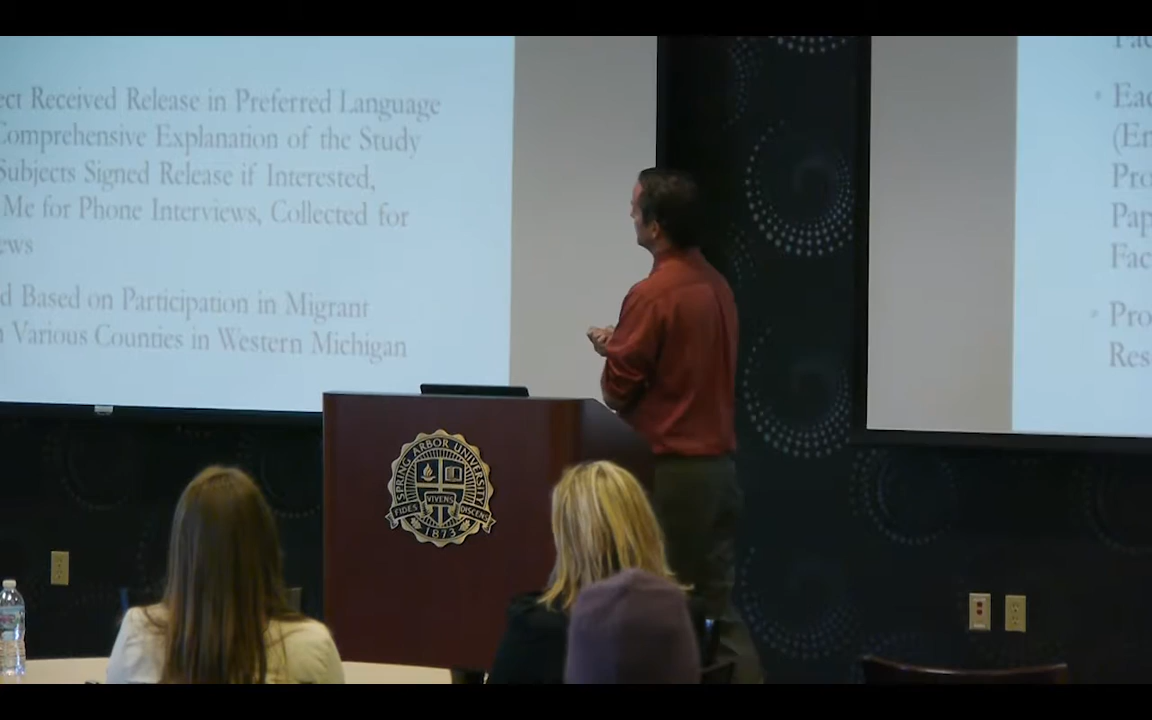 ect Received Release in Preferred Language
Comprehensive Explanation of the Study
Subjects Signed Release if Interested,
Me for Phone Interviews, Collected for
ews
d Based on Participation in Migrant
n Various Counties in Western Michigan
SPRING ARBOR UNIVERSITY
FIDES VIVENS DISCENS
1873
Fac
• Eac
(En
Pro
Pap
Fac
• Pro
Res